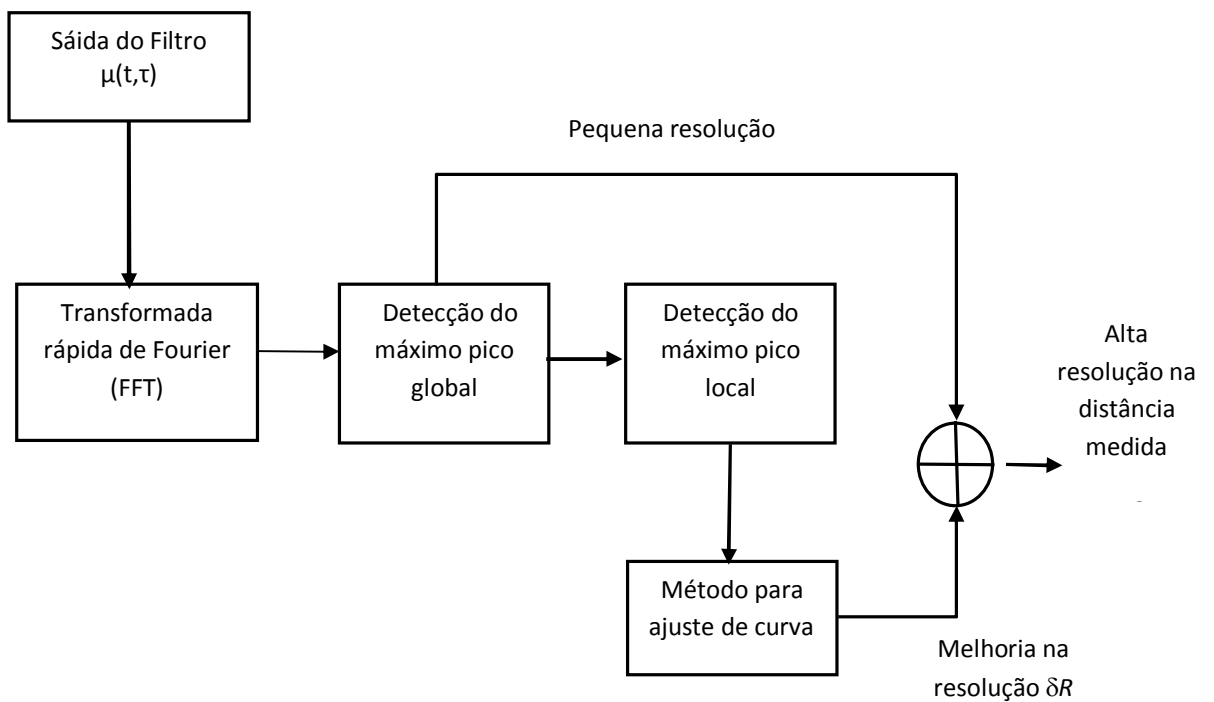 Sáida do Filtro
μ(t,τ)
Pequena resolução
Transformada
rápida de Fourier
(FFT)
Detecção do
máximo pico
global
Detecção do
máximo pico
local
Alta
resolução na
distância
medida
Método para
ajuste de curva
Melhoria na
resolução δR